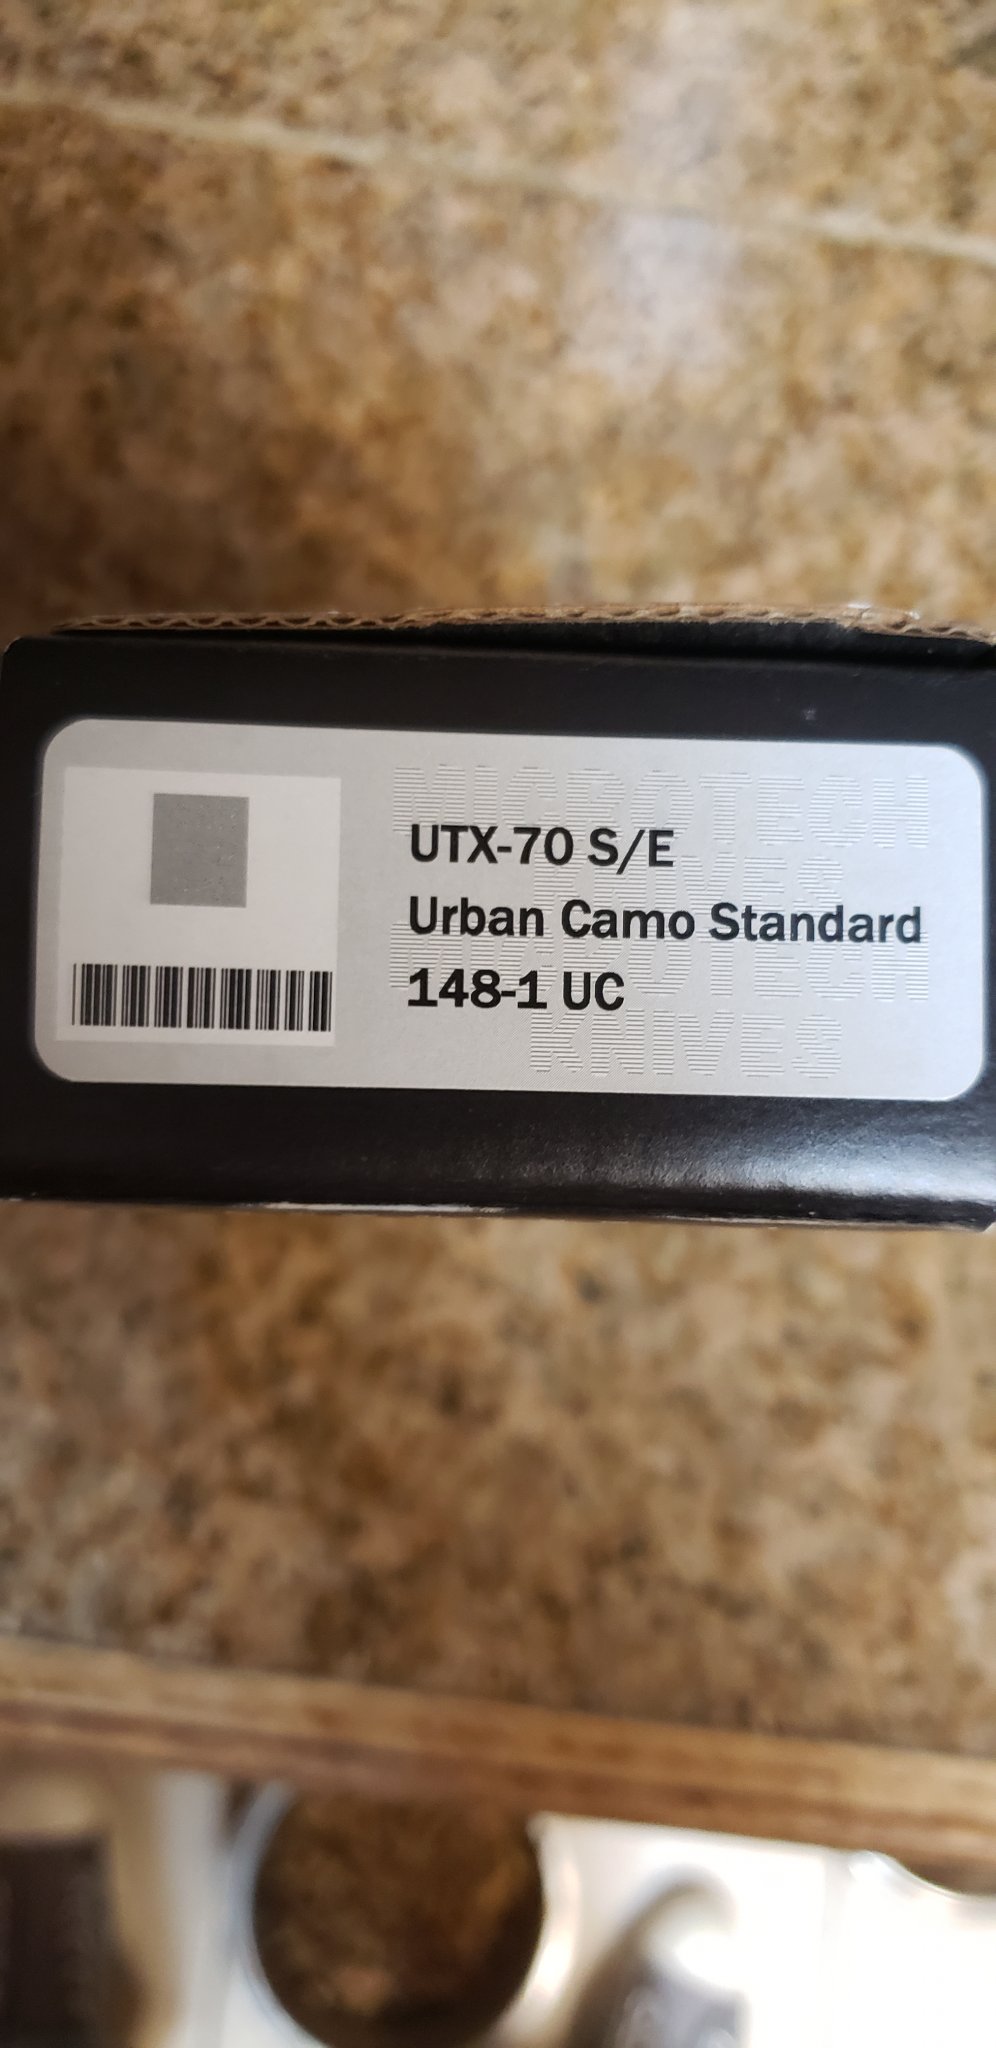 MICROTECH
KNIVES
MICROTECH
KNIVES
UTX-70 S/E
Urban Camo Standard
148-1 UC